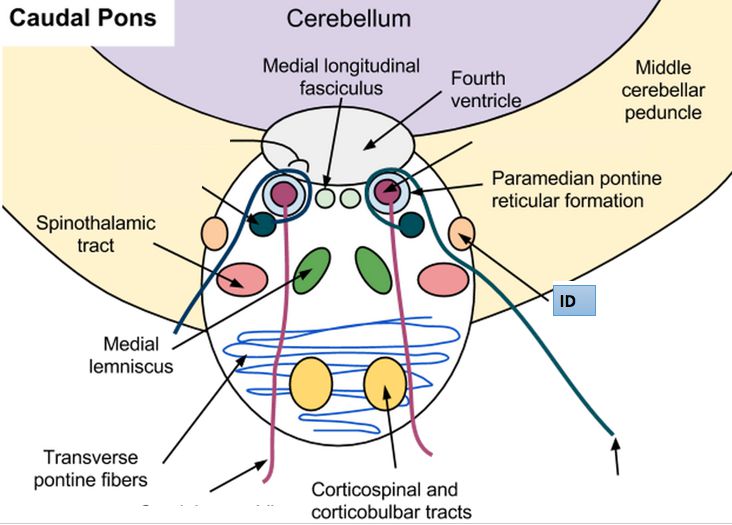 Caudal Pons
Cerebellum
Medial longitudinal
fasciculus
Fourth
ventricle
Middle
cerebellar
peduncle
Paramedian pontine
reticular formation
Spinothalamic
tract
ID
Medial
lemniscus
Transverse
pontine fibers
Corticospinal and
corticobulbar tracts